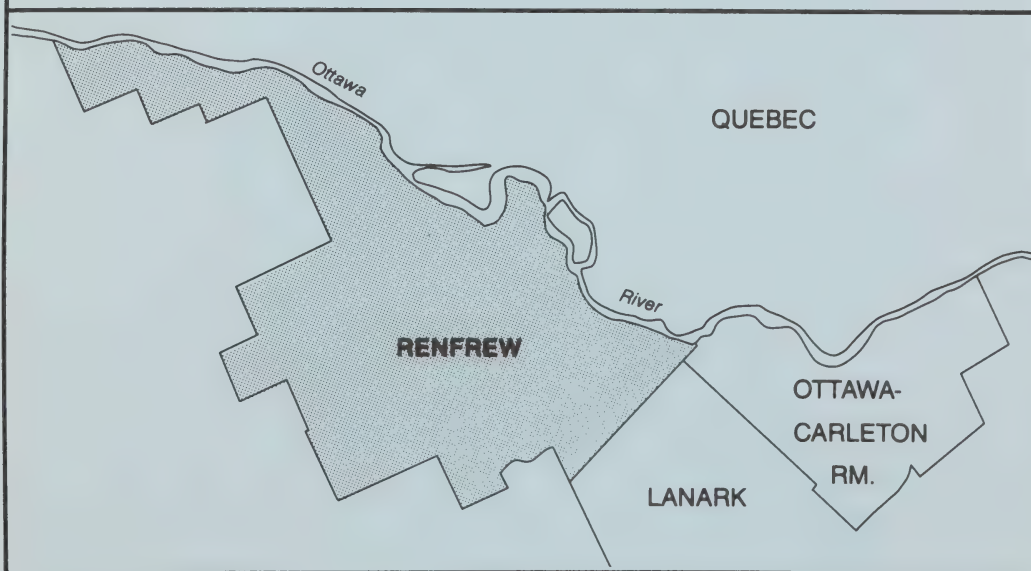 Ottawa
QUEBEC
River
RENFREW
OTTAWA-
CARLETON
RM.
LANARK